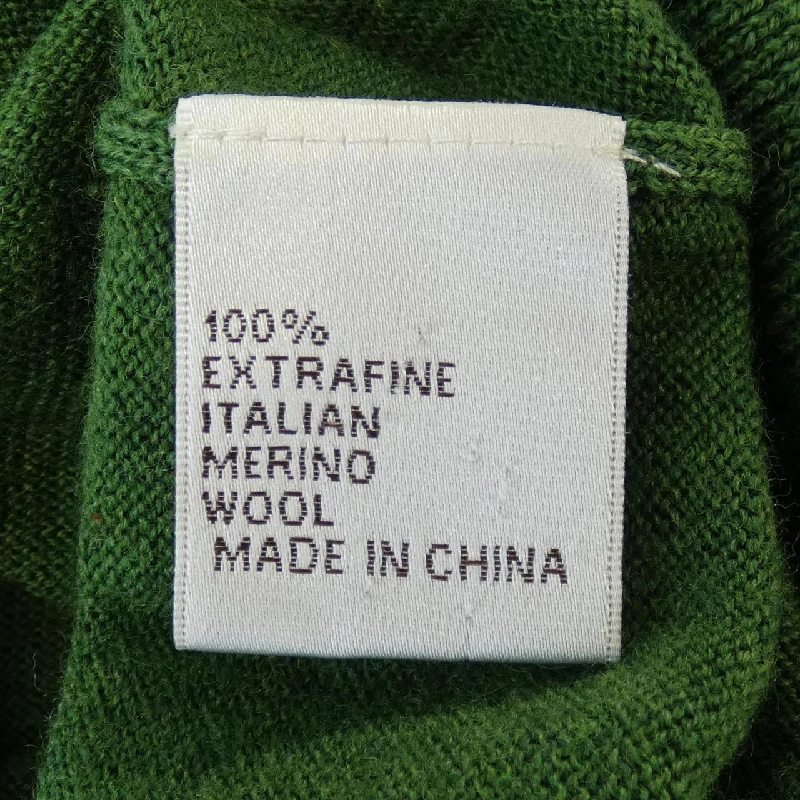 100%
EXTRAFINE
ITALIAN
MERINO
WOOL
MADE IN CHINA